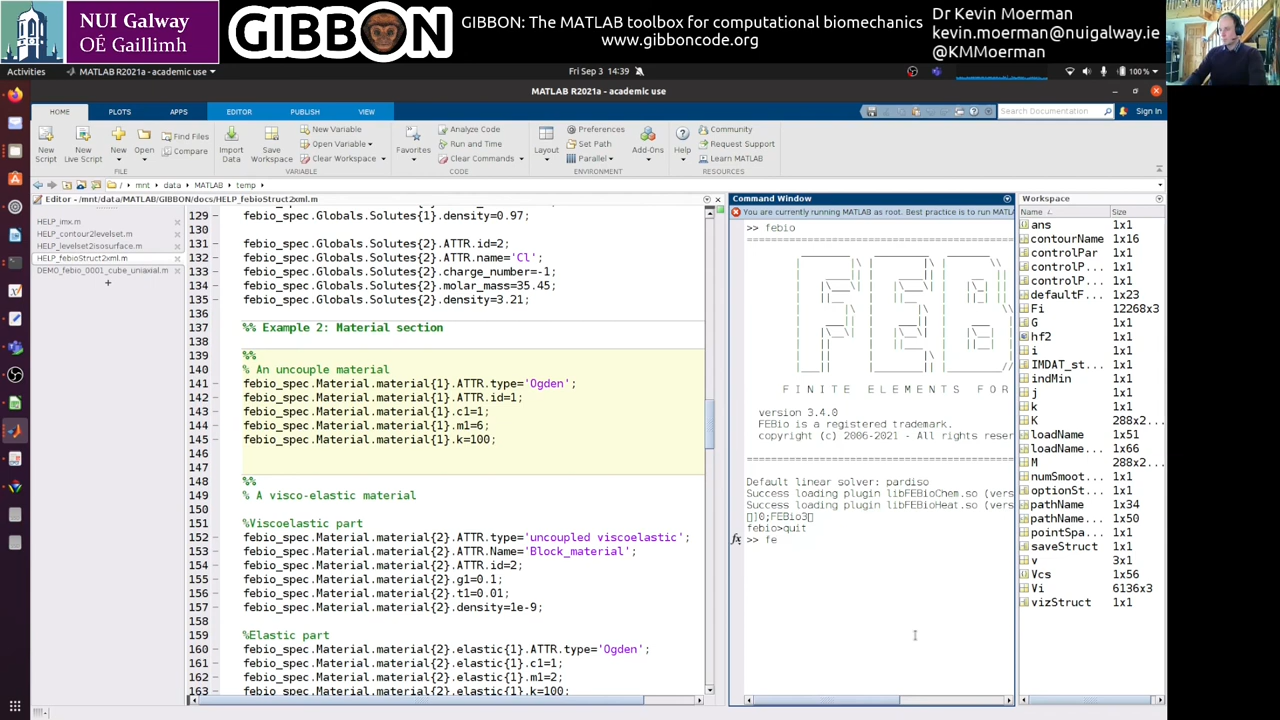 NUI Galway
OÉ Gaillimh
GIBBON
GIBBON: The MATLAB toolbox for computational biomechanics
www.gibboncode.org
Dr Kevin Moerman
kevin.moerman@nuigalway.ie
@KMMoerman
Activities
MATLAB R2021a - academic use
Fri Sep 3 14:39
100%
MATLAB R2021a - academic use
HOME
PLOTS
APPS
EDITOR
PUBLISH
VIEW
Search Documentation
Sign In
New Script
New Live Script
New
Open
Find Files
Compare
Import Data
Save Workspace
New Variable
Open Variable
Clear Workspace
Favorites
Analyze Code
Run and Time
Clear Commands
Layout
Preferences
Set Path
Parallel
Add-Ons
Help
Community
Request Support
Learn MATLAB
FILE
VARIABLE
CODE
ENVIRONMENT
RESOURCES
/ mnt data MATLAB temp
Editor - /mnt/data/MATLAB/GIBBON/docs/HELP_febioStruct2xml.m
HELP_imx.m
HELP_contour2levelset.m
HELP_levelset2isosurface.m
HELP_febioStruct2xml.m
DEMO_febio_0001_cube_uniaxial.m
129 febio_spec.Globals.Solutes{1}.density=0.97;
130
131 febio_spec.Globals.Solutes{2}.ATTR.id=2;
132 febio_spec.Globals.Solutes{2}.ATTR.name='Cl';
133 febio_spec.Globals.Solutes{2}.charge_number=-1;
134 febio_spec.Globals.Solutes{2}.molar_mass=35.45;
135 febio_spec.Globals.Solutes{2}.density=3.21;
136
137 %% Example 2: Material section
138
139 %%
140 % An uncouple material
141 febio_spec.Material.material{1}.ATTR.type='Ogden';
142 febio_spec.Material.material{1}.ATTR.id=1;
143 febio_spec.Material.material{1}.c1=1;
144 febio_spec.Material.material{1}.m1=6;
145 febio_spec.Material.material{1}.k=100;
146
147
148 %%
149 % A visco-elastic material
150
151 %Viscoelastic part
152 febio_spec.Material.material{2}.ATTR.type='uncoupled viscoelastic';
153 febio_spec.Material.material{2}.ATTR.Name='Block_material';
154 febio_spec.Material.material{2}.ATTR.id=2;
155 febio_spec.Material.material{2}.g1=0.1;
156 febio_spec.Material.material{2}.t1=0.01;
157 febio_spec.Material.material{2}.density=1e-9;
158
159 %Elastic part
160 febio_spec.Material.material{2}.elastic{1}.ATTR.type='Ogden';
161 febio_spec.Material.material{2}.elastic{1}.c1=1;
162 febio_spec.Material.material{2}.elastic{1}.m1=2;
163 febio_spec.Material.material{2}.elastic{1}.k=100;
Command Window
You are currently running MATLAB as root. Best practice is to run MATL
>> febio
FINITE ELEMENTS FOR
version 3.4.0
FEBio is a registered trademark.
copyright (c) 2006-2021 - All rights reser
Default linear solver: pardiso
Success loading plugin libFEBioChem.so (vers
Success loading plugin libFEBioHeat.so (vers
]0;FEBio3
febio>quit
fx >> fe
Workspace
Name
Size
ans 1x1
contourName 1x16
controlPar 1x1
controlP... 1x1
controlP... 1x1
defaultF... 1x23
Fi 12268x3
G 1x1
hf2 1x1
i 1x1
IMDAT_st... 1x1
indMin 1x1
j 1x1
k 1x1
K 288x2...
loadName 1x51
loadName... 1x66
M 288x2...
numSmoot... 1x1
optionSt... 1x1
pathName 1x34
pathName... 1x50
pointSpa... 1x1
saveStruct 1x1
v 3x1
Vcs 1x56
Vi 6136x3
vizStruct 1x1